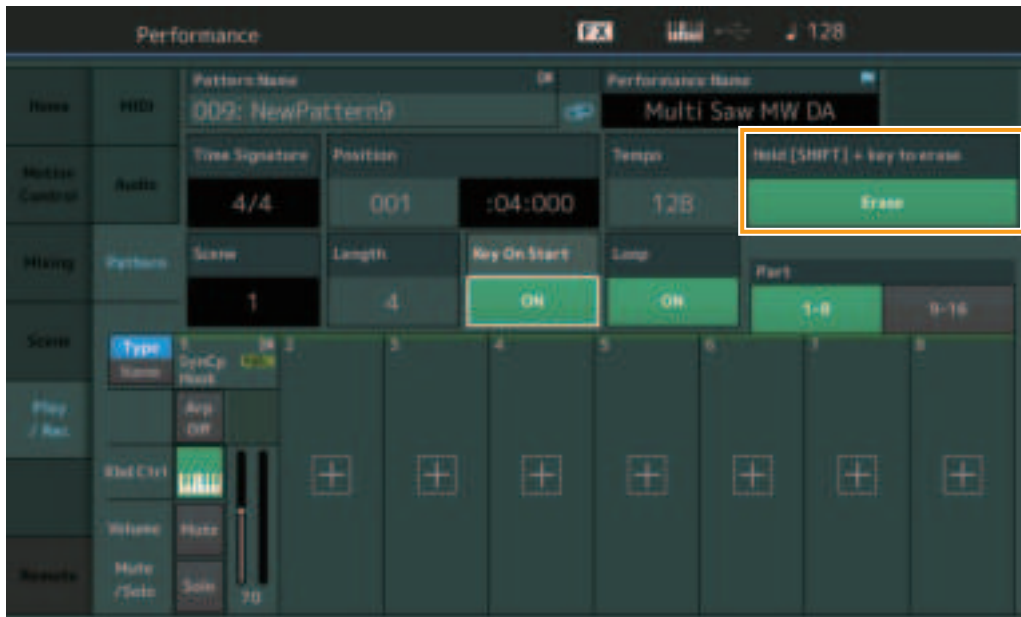 Performance
FX
128
Home
Motion
Control
Mixing
Scene
Play
/ Rec
Remote
MIDI
Audio
Pattern
Pattern Name
009: NewPattern9
Performance Name
Multi Saw MW DA
Time Signature
4/4
Position
001
:04:000
Tempo
128
Hold [SHIFT] + key to erase
Erase
Scene
1
Length
4
Key On Start
ON
Loop
ON
Part
1-8
9-16
Type
Name
1
2
3
4
5
6
7
8
SynCp
Hook
Arp
Off
Kbd Ctrl
Volume
Mute
/Solo
Mute
Solo
70